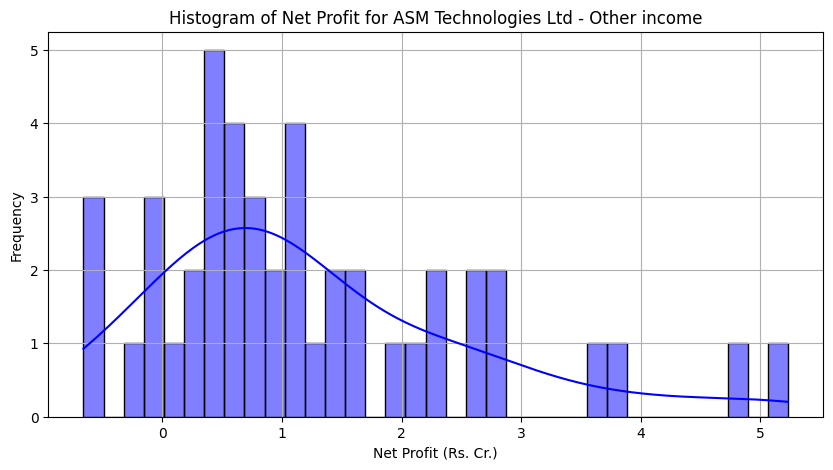 Histogram of Net Profit for ASM Technologies Ltd - Other income
Frequency
5
4
3
2
1
0
0 1 2 3 4 5
Net Profit (Rs. Cr.)